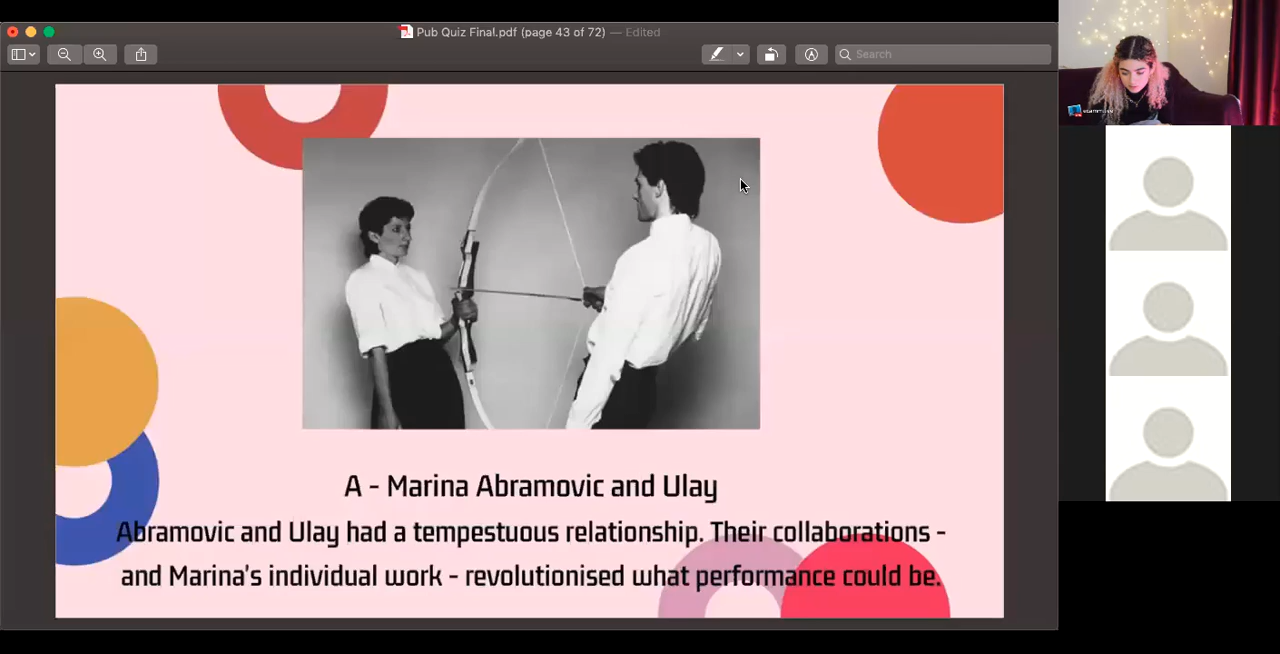 Pub Quiz Final.pdf (page 43 of 72) — Edited
Search
A - Marina Abramovic and Ulay
Abramovic and Ulay had a tempestuous relationship. Their collaborations -
and Marina's individual work - revolutionised what performance could be.